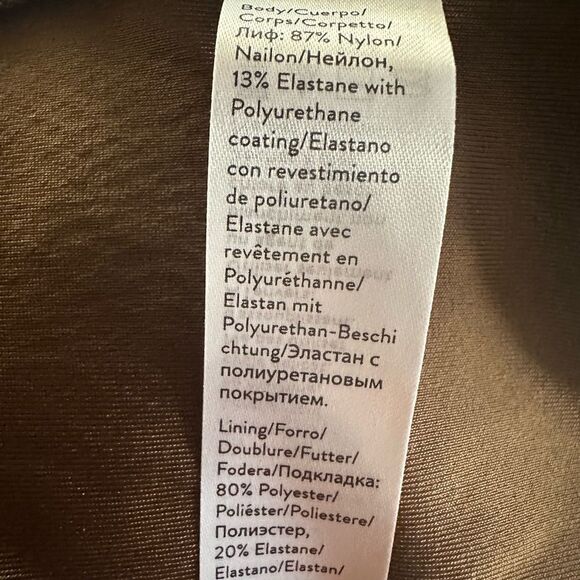 Body/Cuerpo/
Corps/Corpetto/
Лиф: 87% Nylon/
Nailon/Нейлон,
13% Elastane with
Polyurethane
coating/Elastano
con revestimiento
de poliuretano/
Elastane avec
revêtement en
Polyuréthanne/
Elastan mit
Polyurethan-Beschi
chtung/Эластан с
полиуретановым
покрытием.
Lining/Forro/
Doublure/Futter/
Fodera/Подкладка:
80% Polyester/
Poliéster/Poliestere/
Полиэстер,
20% Elastane/
Elastano/Elastan/